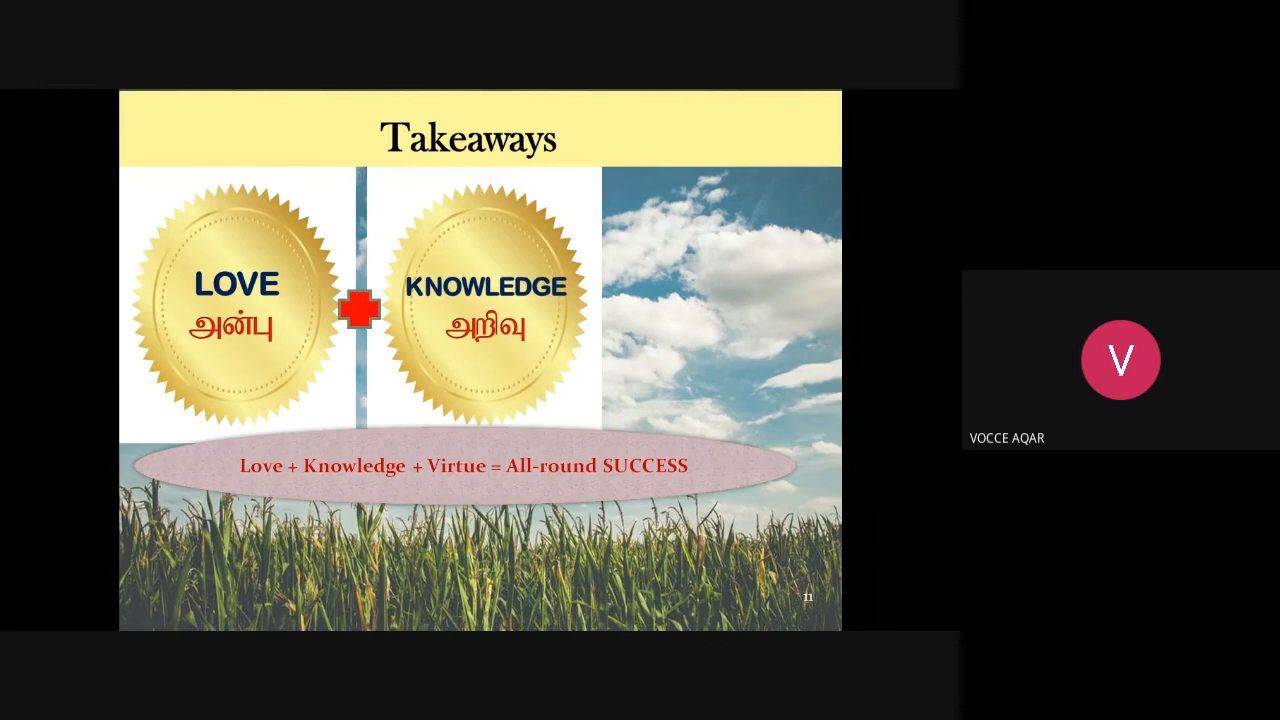 Takeaways
LOVE
அன்பு
KNOWLEDGE
அறிவு
Love + Knowledge + Virtue = All-round SUCCESS
11
V
VOCCE AQAR